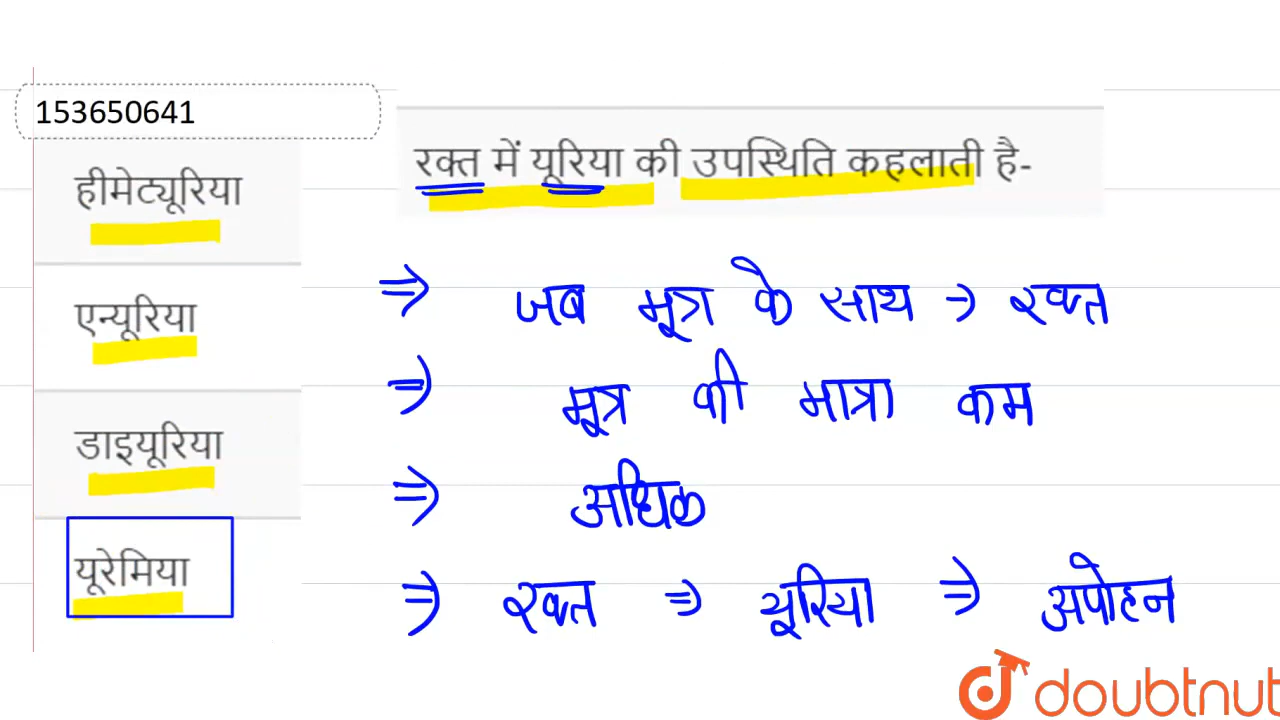 153650641
रक्त में यूरिया की उपस्थिति कहलाती है-
हीमेट्यूरिया
⇒ जब मूत्र के साथ → रक्त
एन्यूरिया
⇒ मूत्र की मात्रा कम
डाइयूरिया
⇒ अधिक
यूरेमिया
⇒ रक्त ⇒ यूरिया ⇒ अपोहन
doubtnut